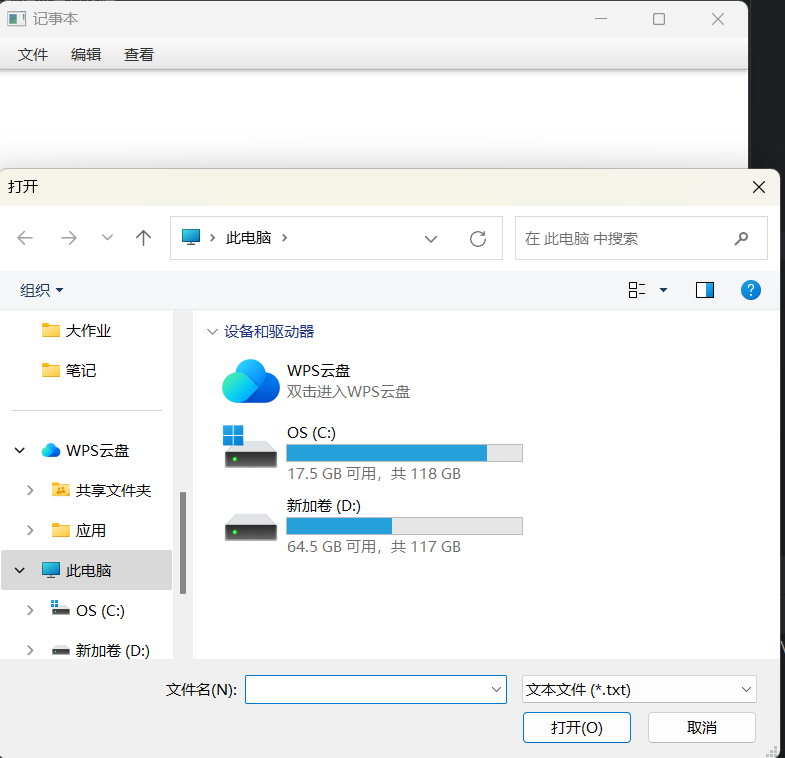 记事本
文件 编辑 查看
打开
此电脑
在 此电脑 中搜索
组织
?
大作业
笔记
WPS云盘
共享文件夹
应用
此电脑
OS (C:)
新加卷 (D:)
设备和驱动器
WPS云盘
双击进入WPS云盘
OS (C:)
17.5 GB 可用，共 118 GB
新加卷 (D:)
64.5 GB 可用，共 117 GB
文件名(N):
文本文件 (*.txt)
打开(O) 取消